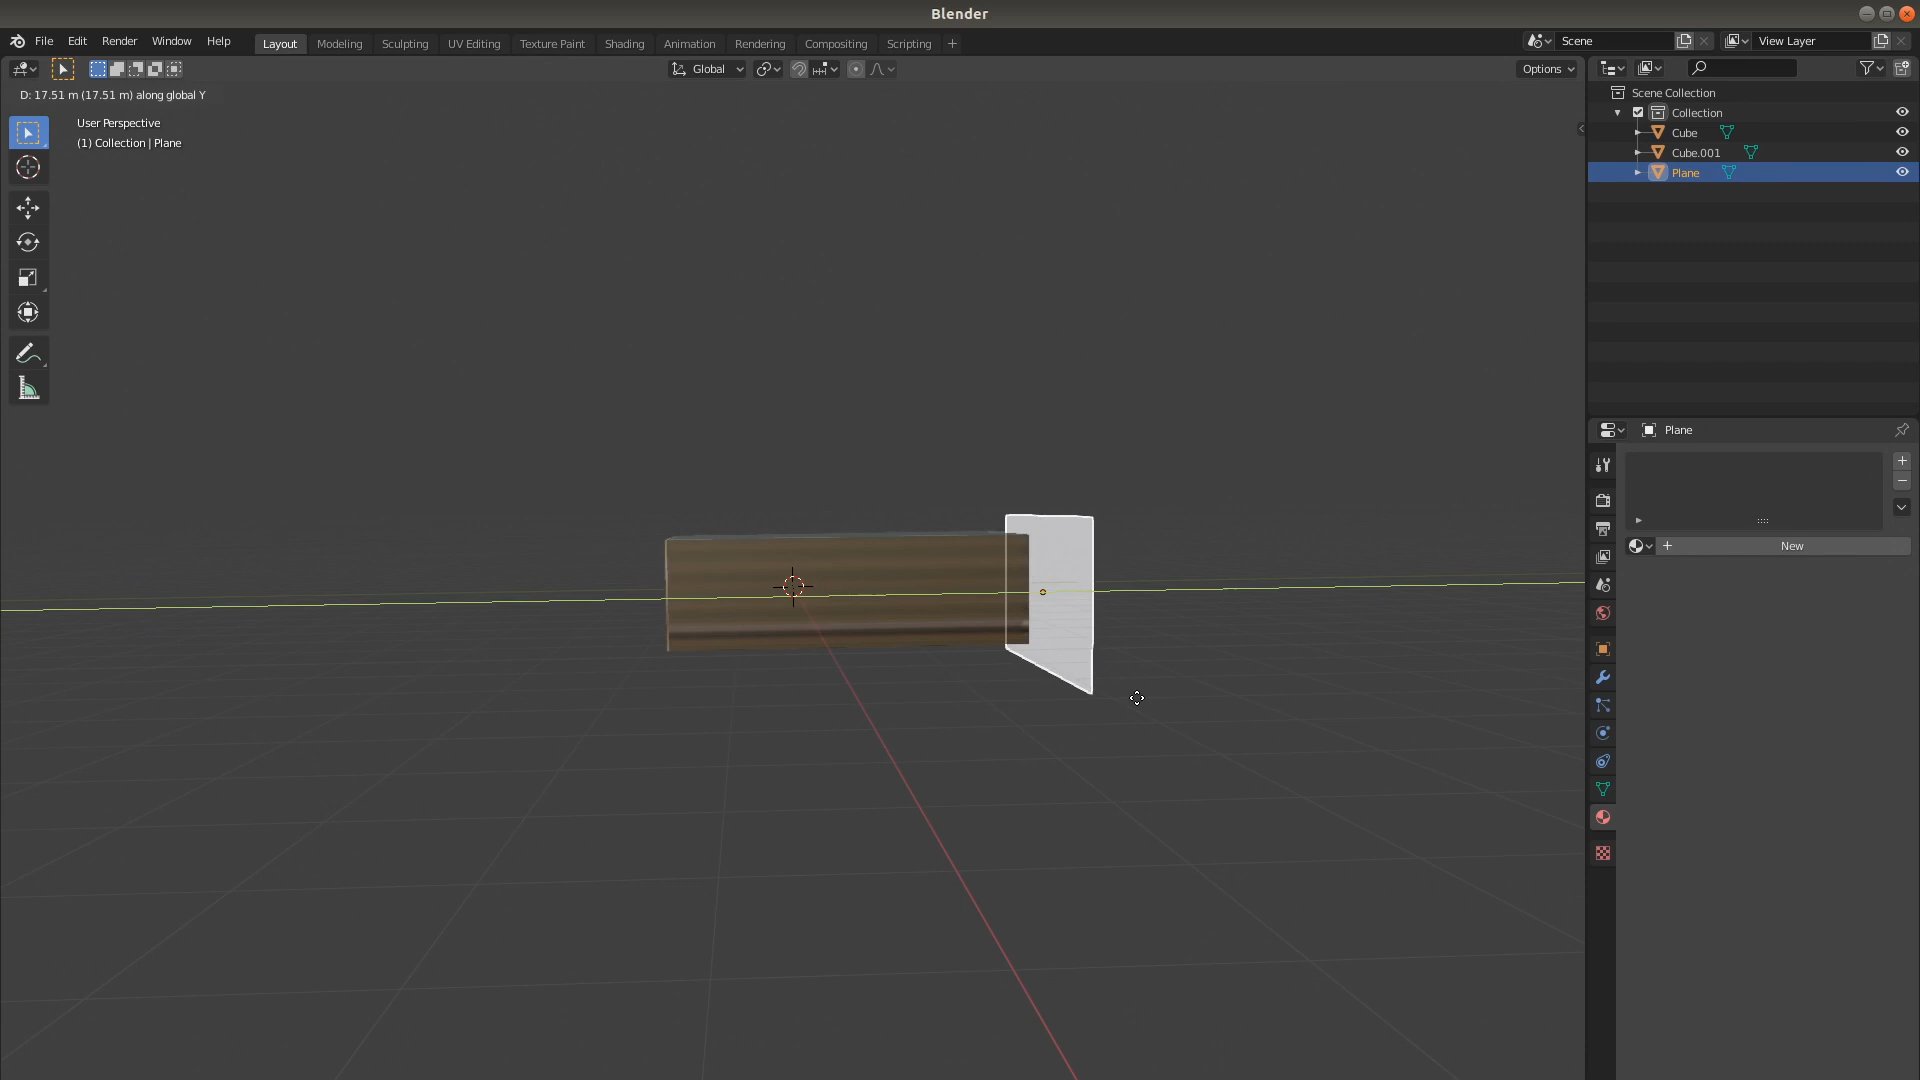 Blender
File Edit Render Window Help
Layout Modeling Sculpting UV Editing Texture Paint Shading Animation Rendering Compositing Scripting
Scene View Layer
Global
Options
D: 17.51 m (17.51 m) along global Y
User Perspective
(1) Collection | Plane
Scene Collection
Collection
Cube
Cube.001
Plane
Plane
New